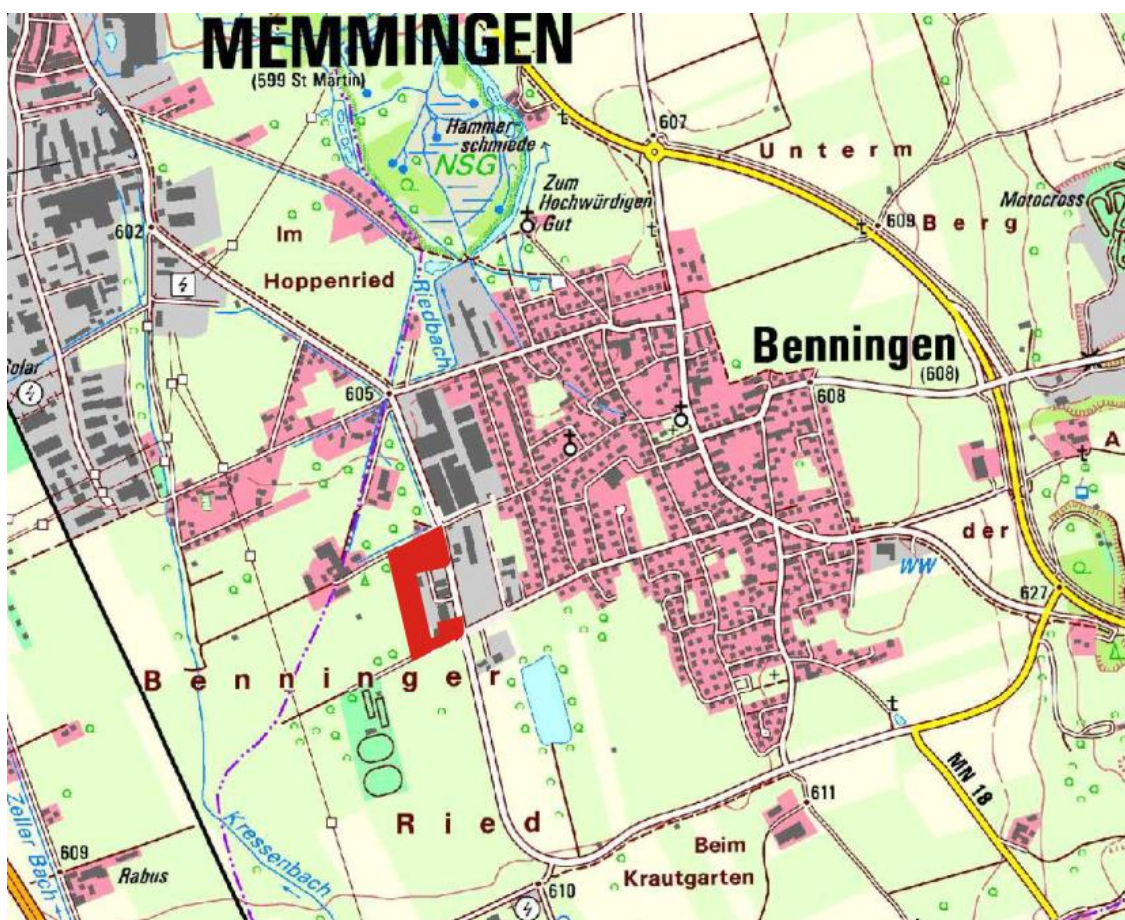 MEMMINGEN
(599 St Martin)
Hammer-
schmiede
NSG
607
Unterm
Zum
Hochwürdigen
Gut
Motocross
609
Berg
602
Im
Hoppenried
Riedbach
Benningen
(608)
Solar
605
608
A
der
WW
627
Benninger
MN 18
Ried
611
Beim
Krautgarten
Zeller Bach
Kressenbach
609
Rabus
610